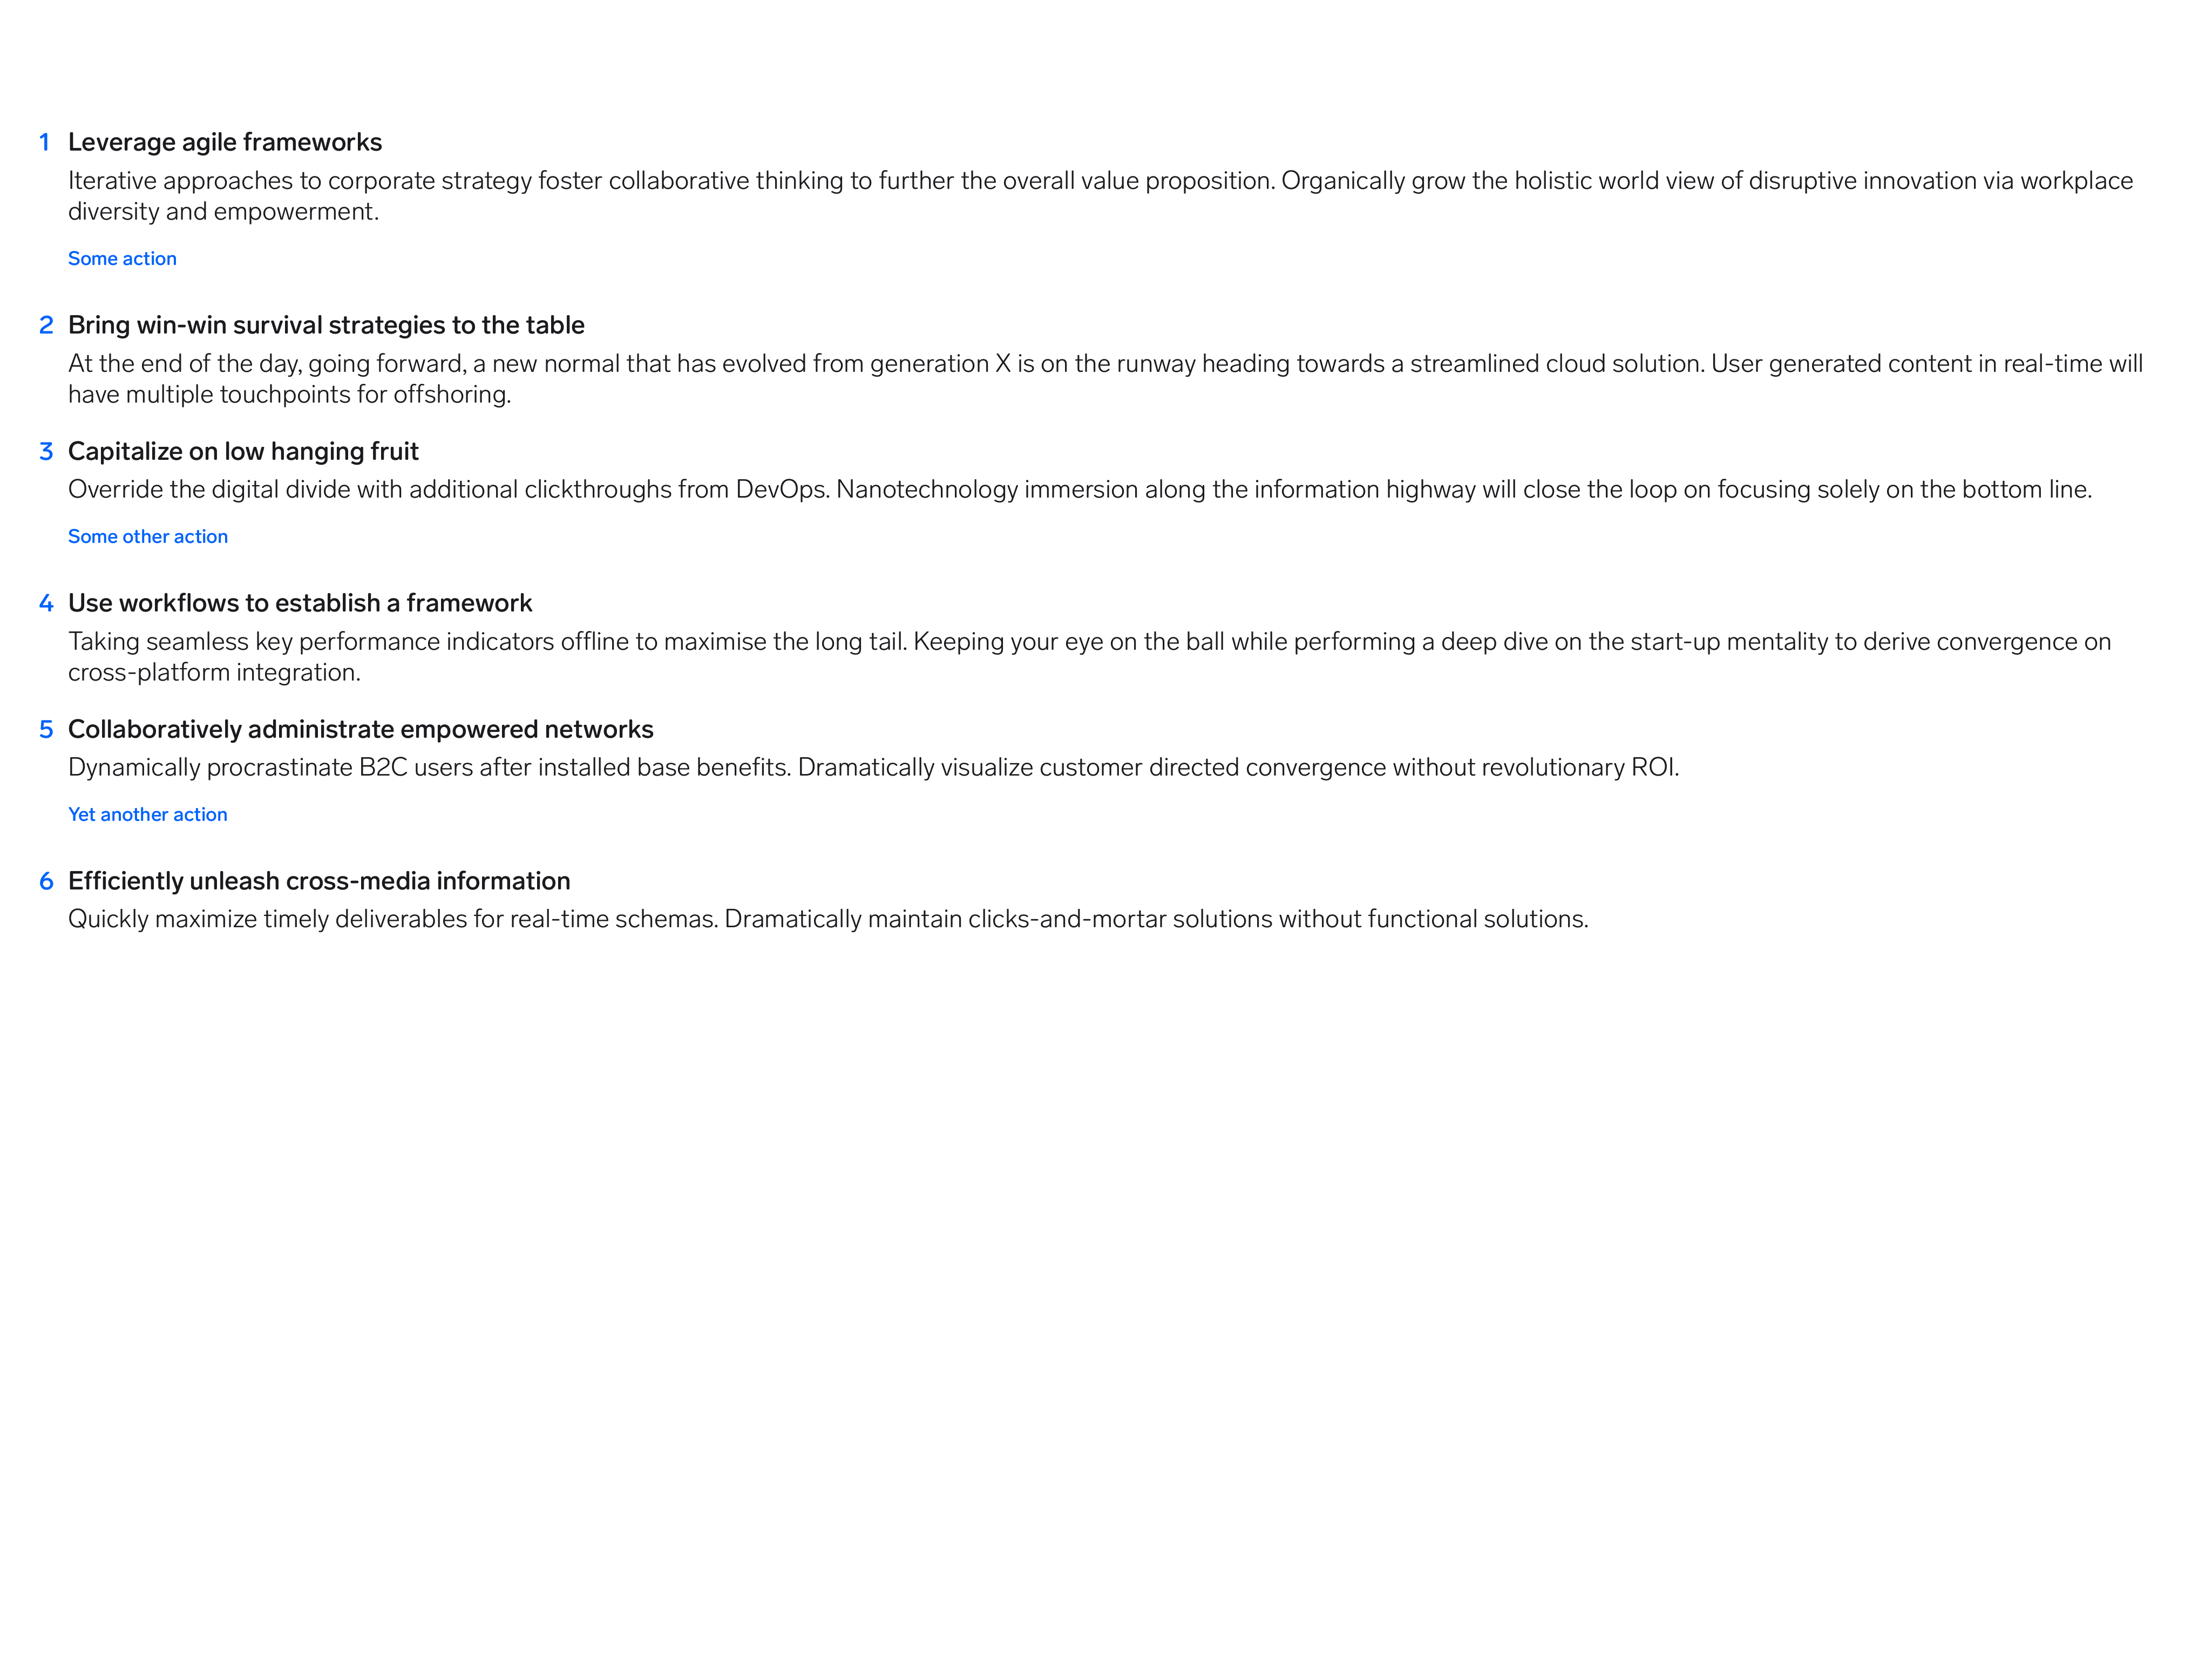 1 Leverage agile frameworks
Iterative approaches to corporate strategy foster collaborative thinking to further the overall value proposition. Organically grow the holistic world view of disruptive innovation via workplace
diversity and empowerment.
Some action
2 Bring win-win survival strategies to the table
At the end of the day, going forward, a new normal that has evolved from generation X is on the runway heading towards a streamlined cloud solution. User generated content in real-time will
have multiple touchpoints for offshoring.
3 Capitalize on low hanging fruit
Override the digital divide with additional clickthroughs from DevOps. Nanotechnology immersion along the information highway will close the loop on focusing solely on the bottom line.
Some other action
4 Use workflows to establish a framework
Taking seamless key performance indicators offline to maximise the long tail. Keeping your eye on the ball while performing a deep dive on the start-up mentality to derive convergence on
cross-platform integration.
5 Collaboratively administrate empowered networks
Dynamically procrastinate B2C users after installed base benefits. Dramatically visualize customer directed convergence without revolutionary ROI.
Yet another action
6 Efficiently unleash cross-media information
Quickly maximize timely deliverables for real-time schemas. Dramatically maintain clicks-and-mortar solutions without functional solutions.